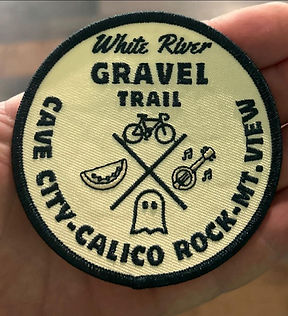 White River
GRAVEL
TRAIL
CAVE CITY-CALICO ROCK-MT.VIEW